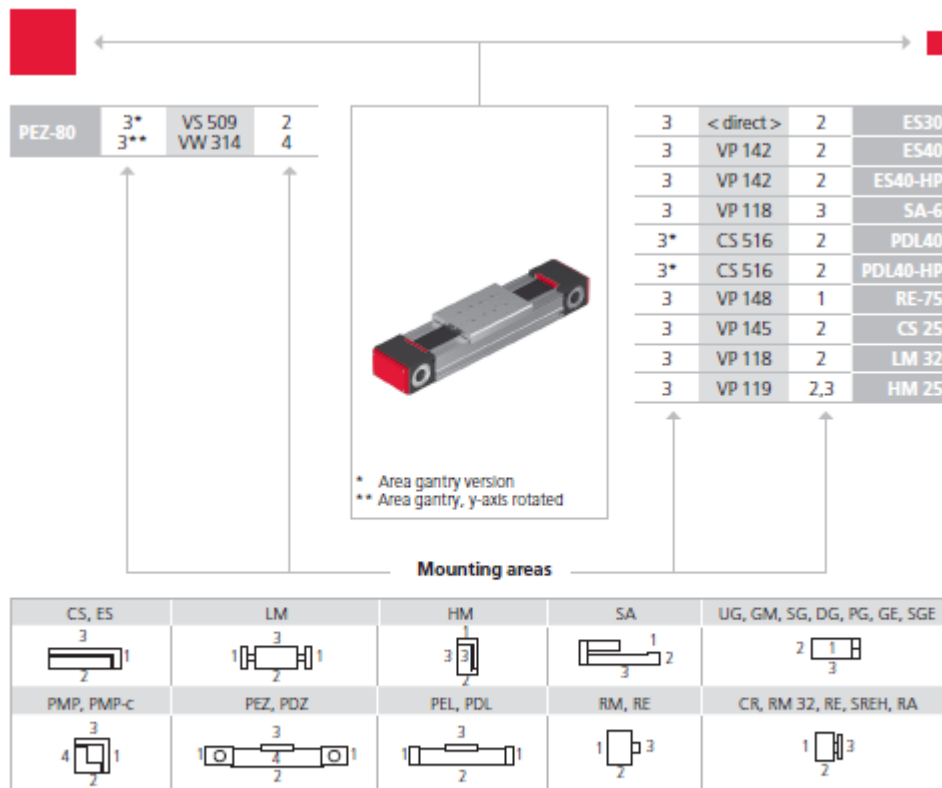 PEZ-80 3* VS 509 2
3** VW 314 4
3 < direct > 2 ES30
3 VP 142 2 ES40
3 VP 142 2 ES40-HP
3 VP 118 3 SA-6
3* CS 516 2 PDL40
3* CS 516 2 PDL40-HP
3 VP 148 1 RE-75
3 VP 145 2 CS 25
3 VP 118 2 LM 32
3 VP 119 2,3 HM 25
* Area gantry version
** Area gantry, y-axis rotated
Mounting areas
CS, ES LM HM SA UG, GM, SG, DG, PG, GE, SGE
3 3 1 1
1 1 1 3 3 2 2 1
2 2 2 3 3
PMP, PMP-c PEZ, PDZ PEL, PDL RM, RE CR, RM 32, RE, SREH, RA
3 3 3
4 1 1 4 1 1 1 1 3 1 3
2 2 2 2 2